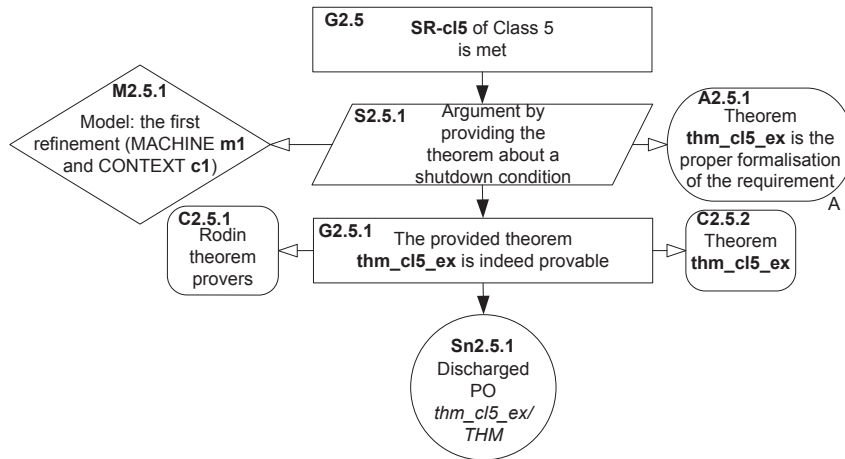 G2.5
SR-cl5 of Class 5
is met
M2.5.1
Model: the first
refinement (MACHINE m1
and CONTEXT c1)
S2.5.1
Argument by
providing the
theorem about a
shutdown condition
A2.5.1
Theorem
thm_cl5_ex is the
proper formalisation
of the requirement
A
C2.5.1
Rodin
theorem
provers
G2.5.1
The provided theorem
thm_cl5_ex is indeed provable
C2.5.2
Theorem
thm_cl5_ex
Sn2.5.1
Discharged
PO
thm_cl5_ex/
THM